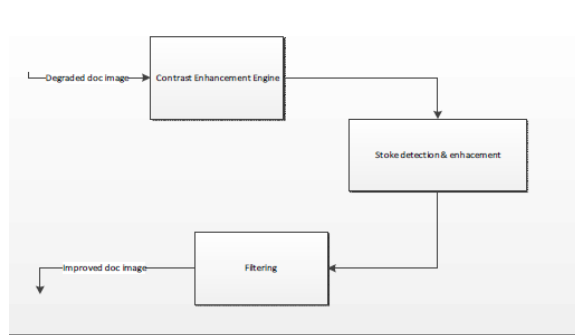 Degraded doc image
Contrast Enhancement Engine
Stoke detection & enhacement
Improved doc image
Filtering